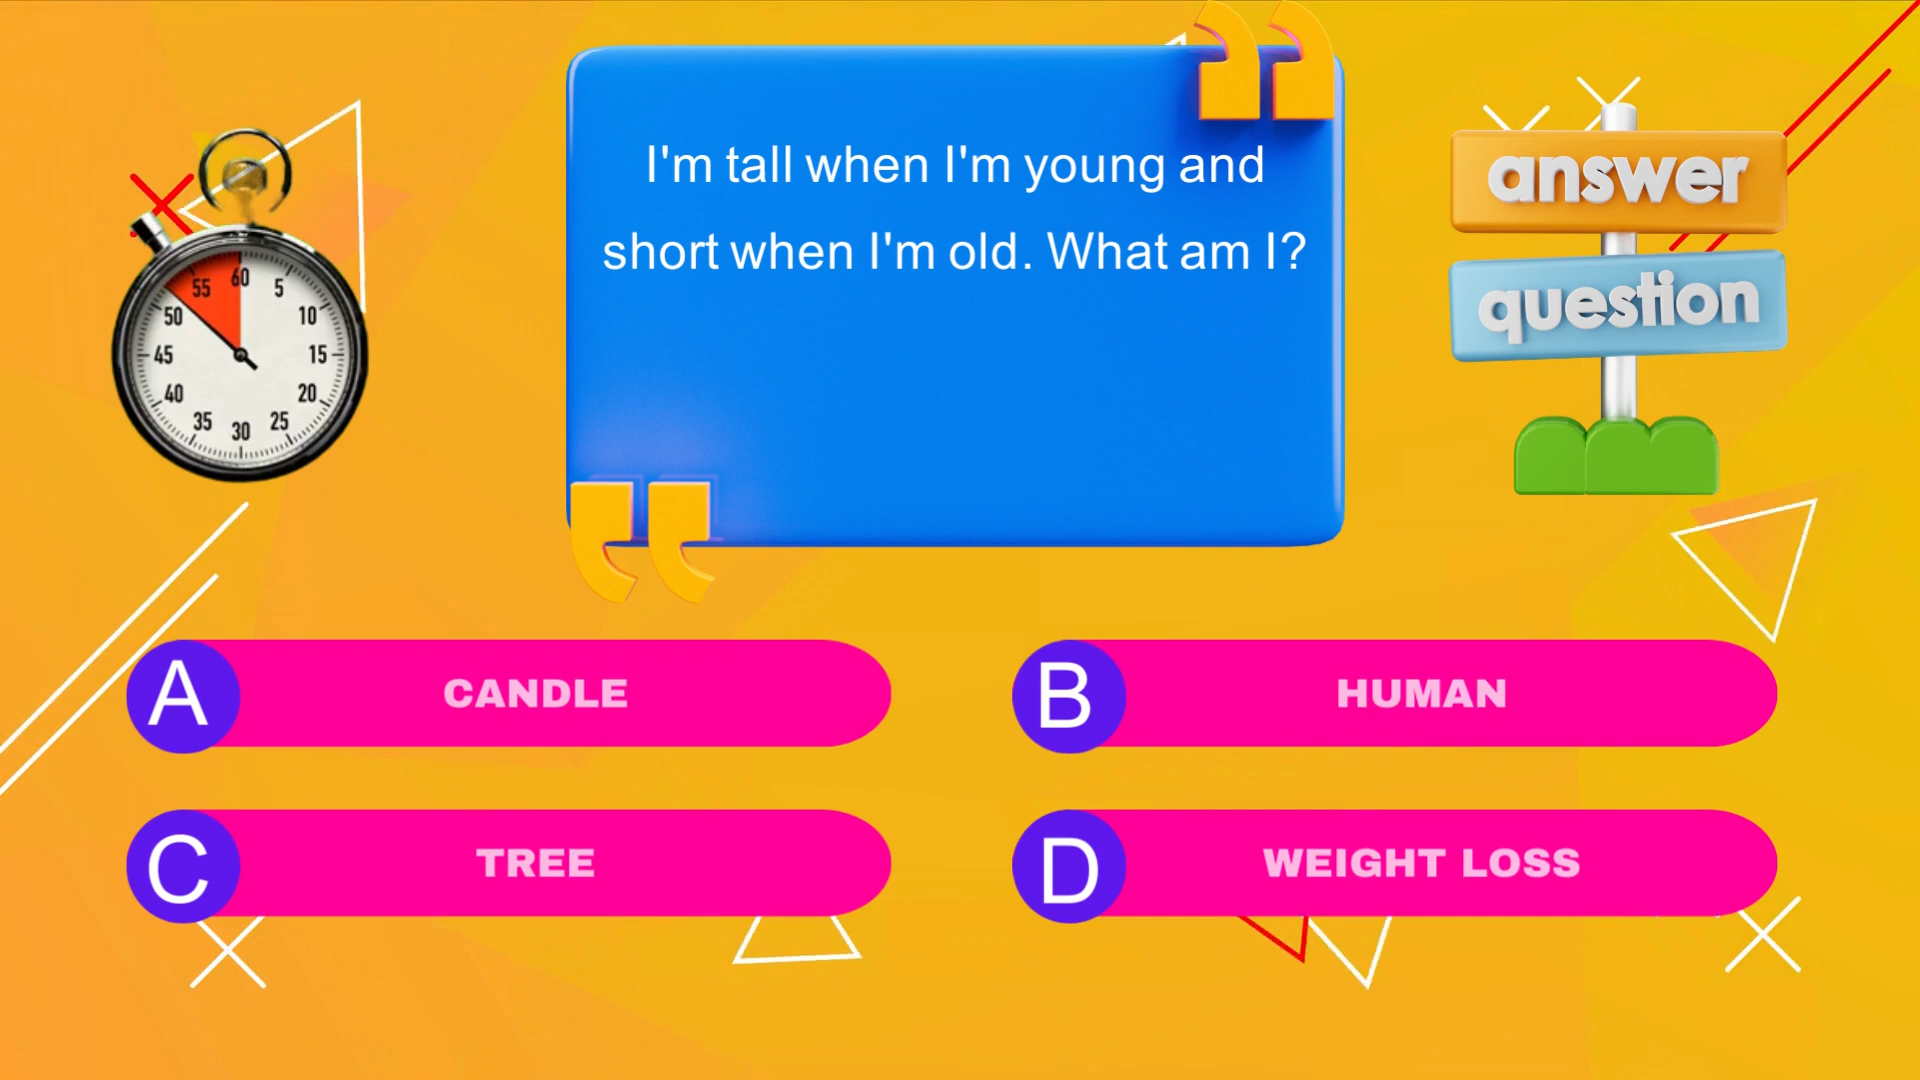 I'm tall when I'm young and
short when I'm old. What am I?
answer
question
60
5
10
15
20
25
30
35
40
45
50
55
A CANDLE
B HUMAN
C TREE
D WEIGHT LOSS